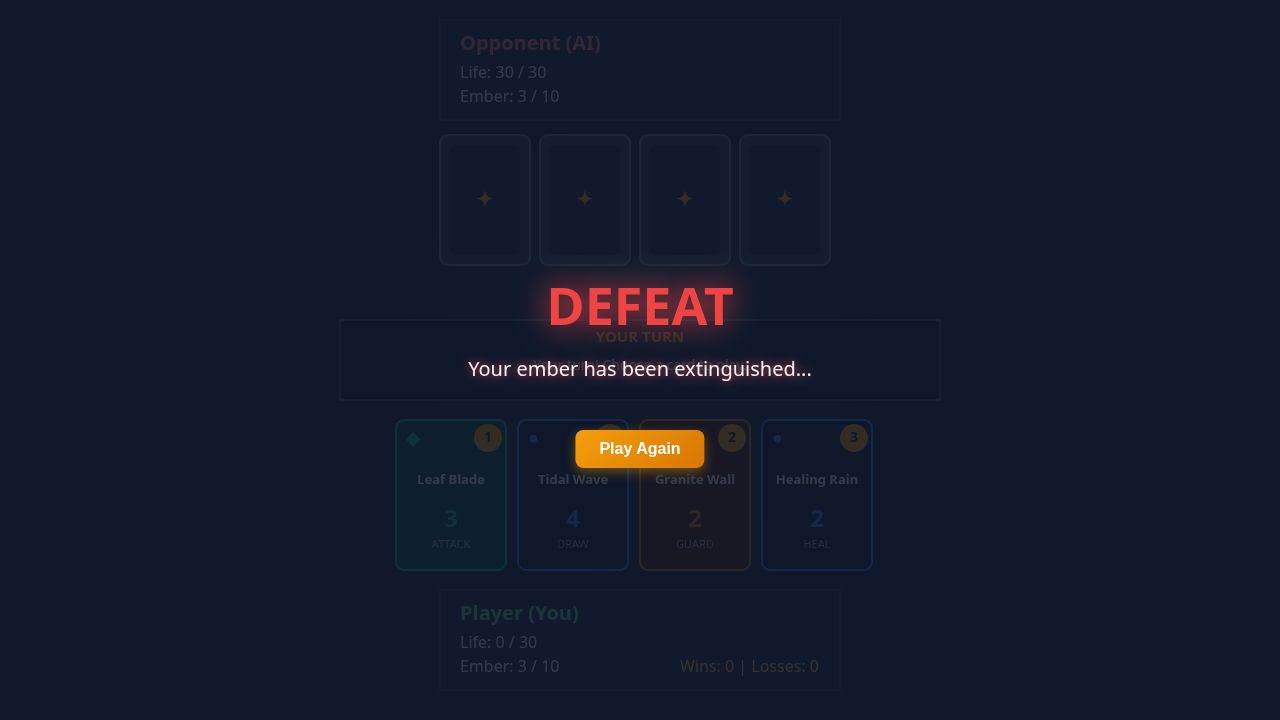 Opponent (AI)
Life: 30 / 30
Ember: 3 / 10
DEFEAT
YOUR TURN
Your ember has been extinguished...
Play Again
1
2
3
Leaf Blade
Tidal Wave
Granite Wall
Healing Rain
3
4
2
2
ATTACK
DRAW
GUARD
HEAL
Player (You)
Life: 0 / 30
Ember: 3 / 10
Wins: 0 | Losses: 0